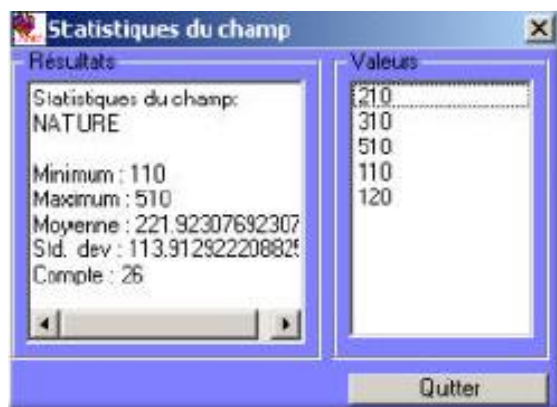 Statistiques du champ
Résultats
Statistiques du champ:
NATURE
Minimum : 110
Maximum : 510
Moyenne : 221.92307692307
Std. dev : 113.912922208825
Compte : 26
Valeurs
210
310
510
110
120
Quitter